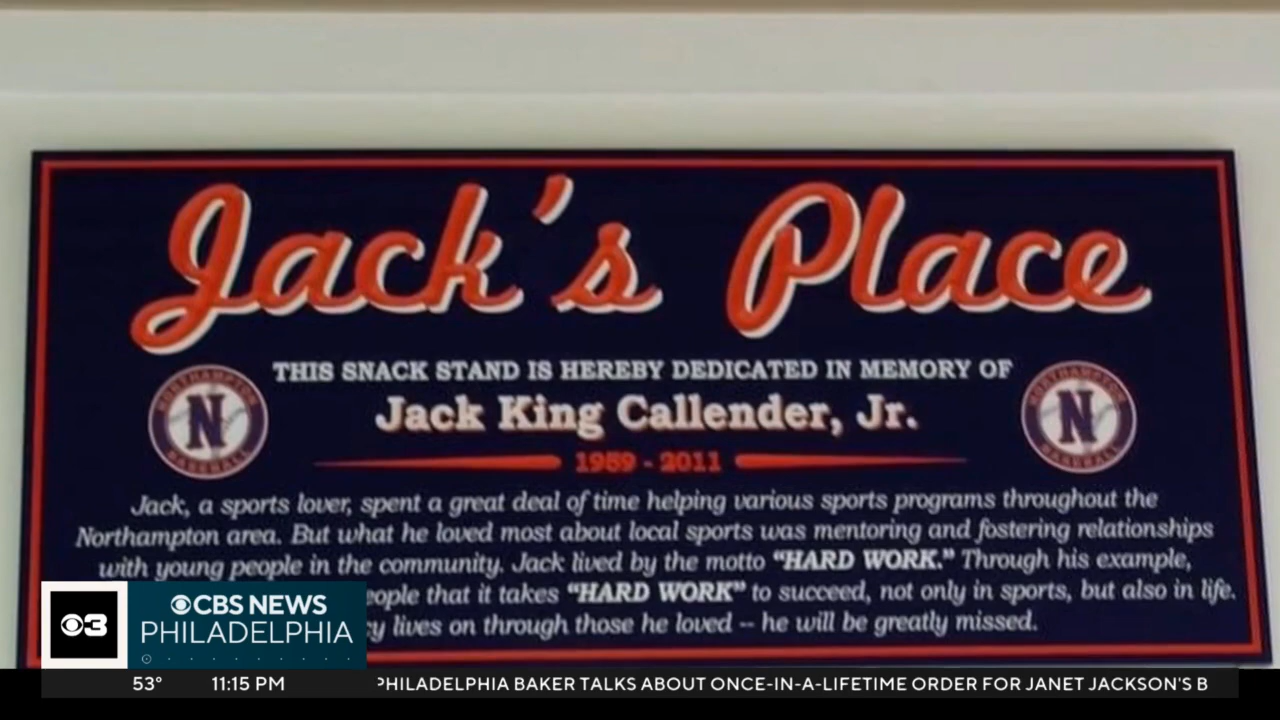 Jack's Place
THIS SNACK STAND IS HEREBY DEDICATED IN MEMORY OF
Jack King Callender, Jr.
NORTHAMPTON
N
BASEBALL
NORTHAMPTON
N
BASEBALL
1959 - 2011
Jack, a sports lover, spent a great deal of time helping various sports programs throughout the
Northampton area. But what he loved most about local sports was mentoring and fostering relationships
with young people in the community. Jack lived by the motto “HARD WORK.” Through his example,
that it takes “HARD WORK” to succeed, not only in sports, but also in life.
lives on through those he loved -- he will be greatly missed.
3
CBS NEWS
PHILADELPHIA
53° 11:15 PM PHILADELPHIA BAKER TALKS ABOUT ONCE-IN-A-LIFETIME ORDER FOR JANET JACKSON'S B